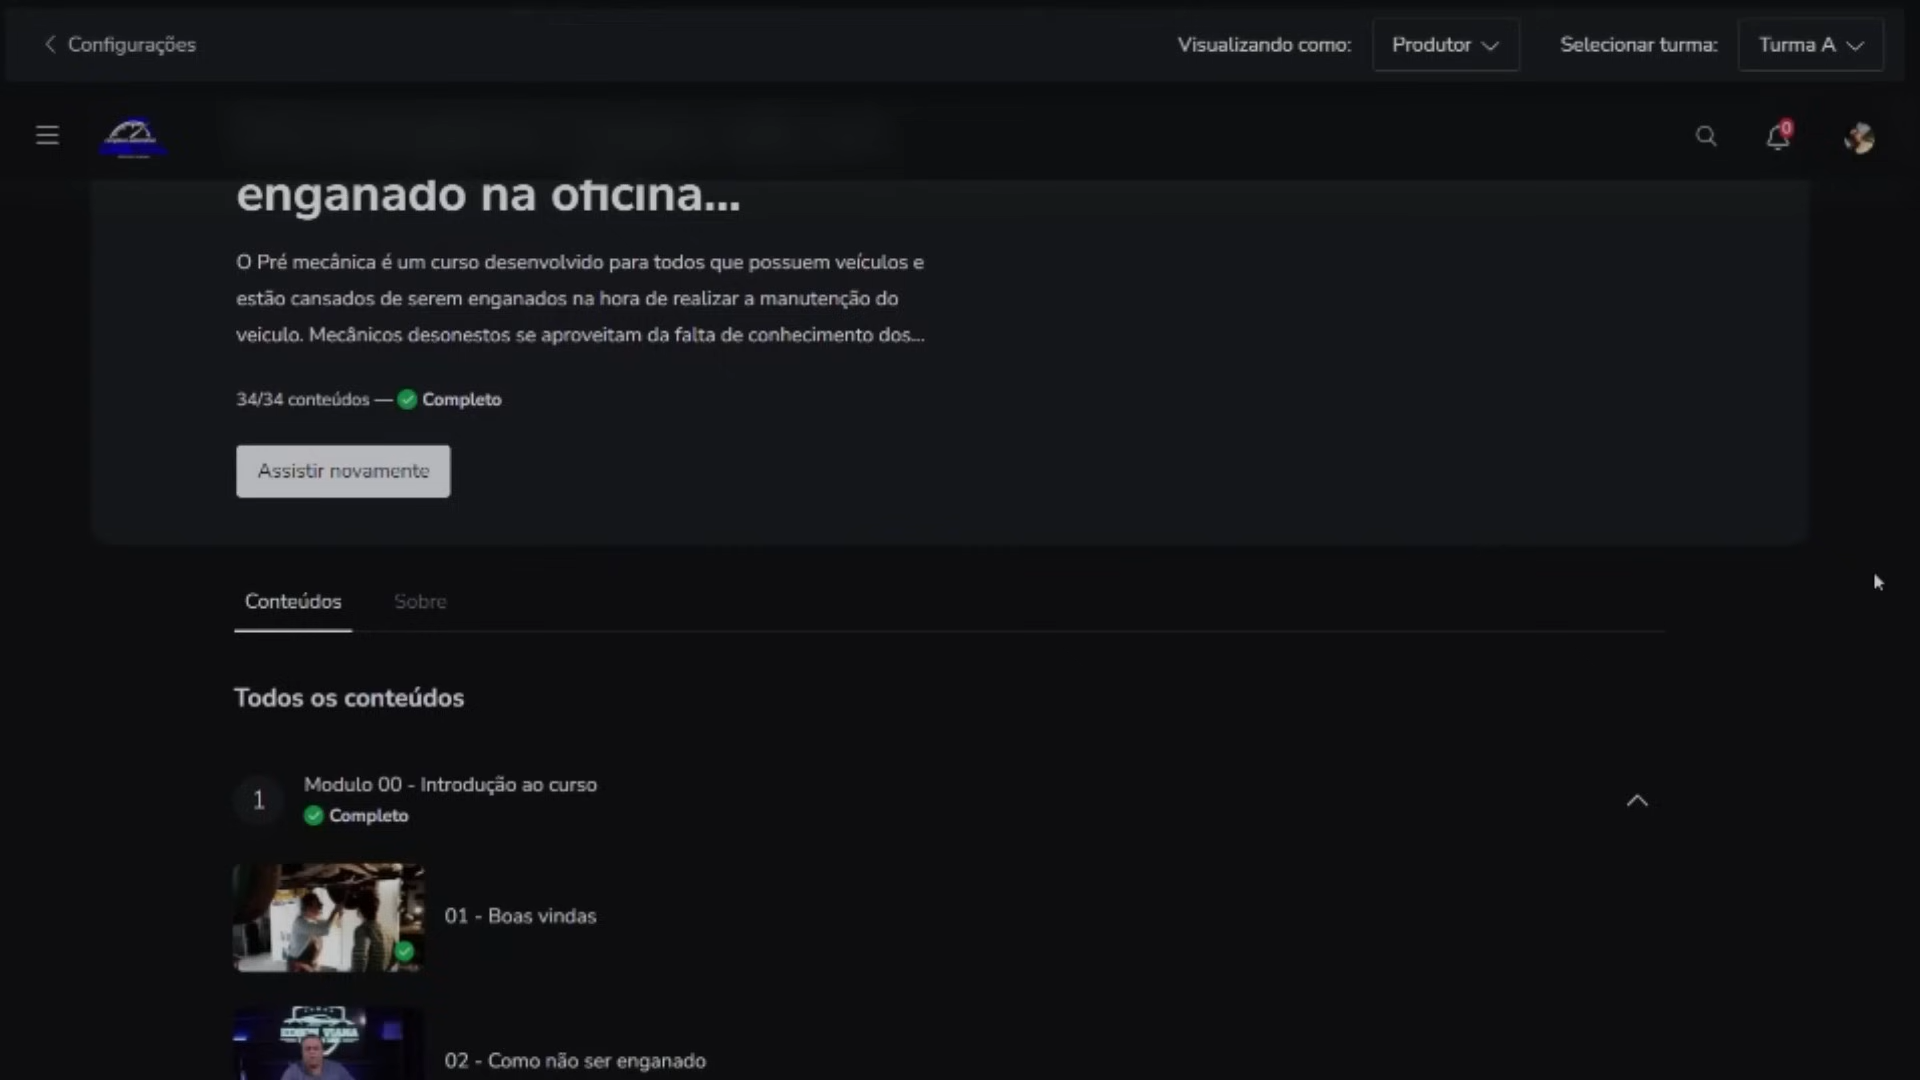 Configurações
Visualizando como:
Produtor
Selecionar turma:
Turma A
0
enganado na oficina...
O Pré mecânica é um curso desenvolvido para todos que possuem veículos e
estão cansados de serem enganados na hora de realizar a manutenção do
veiculo. Mecânicos desonestos se aproveitam da falta de conhecimento dos...
34/34 conteúdos — Completo
Assistir novamente
Conteúdos
Sobre
Todos os conteúdos
1
Modulo 00 - Introdução ao curso
Completo
01 - Boas vindas
02 - Como não ser enganado